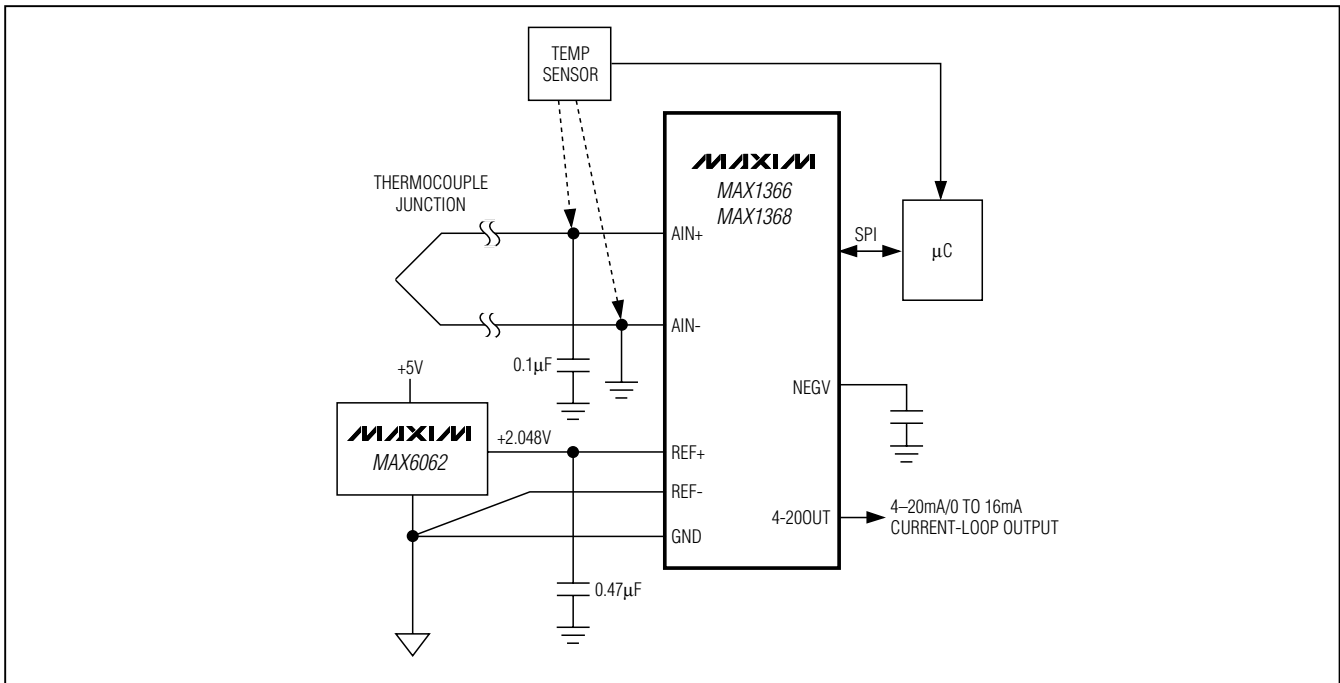 TEMP
SENSOR
THERMOCOUPLE
JUNCTION
MAXIM
MAX1366
MAX1368
AIN+
SPI
µC
AIN-
0.1µF
+5V
NEGV
MAXIM
MAX6062
+2.048V
REF+
REF-
4-20OUT
4–20mA/0 TO 16mA
CURRENT-LOOP OUTPUT
GND
0.47µF